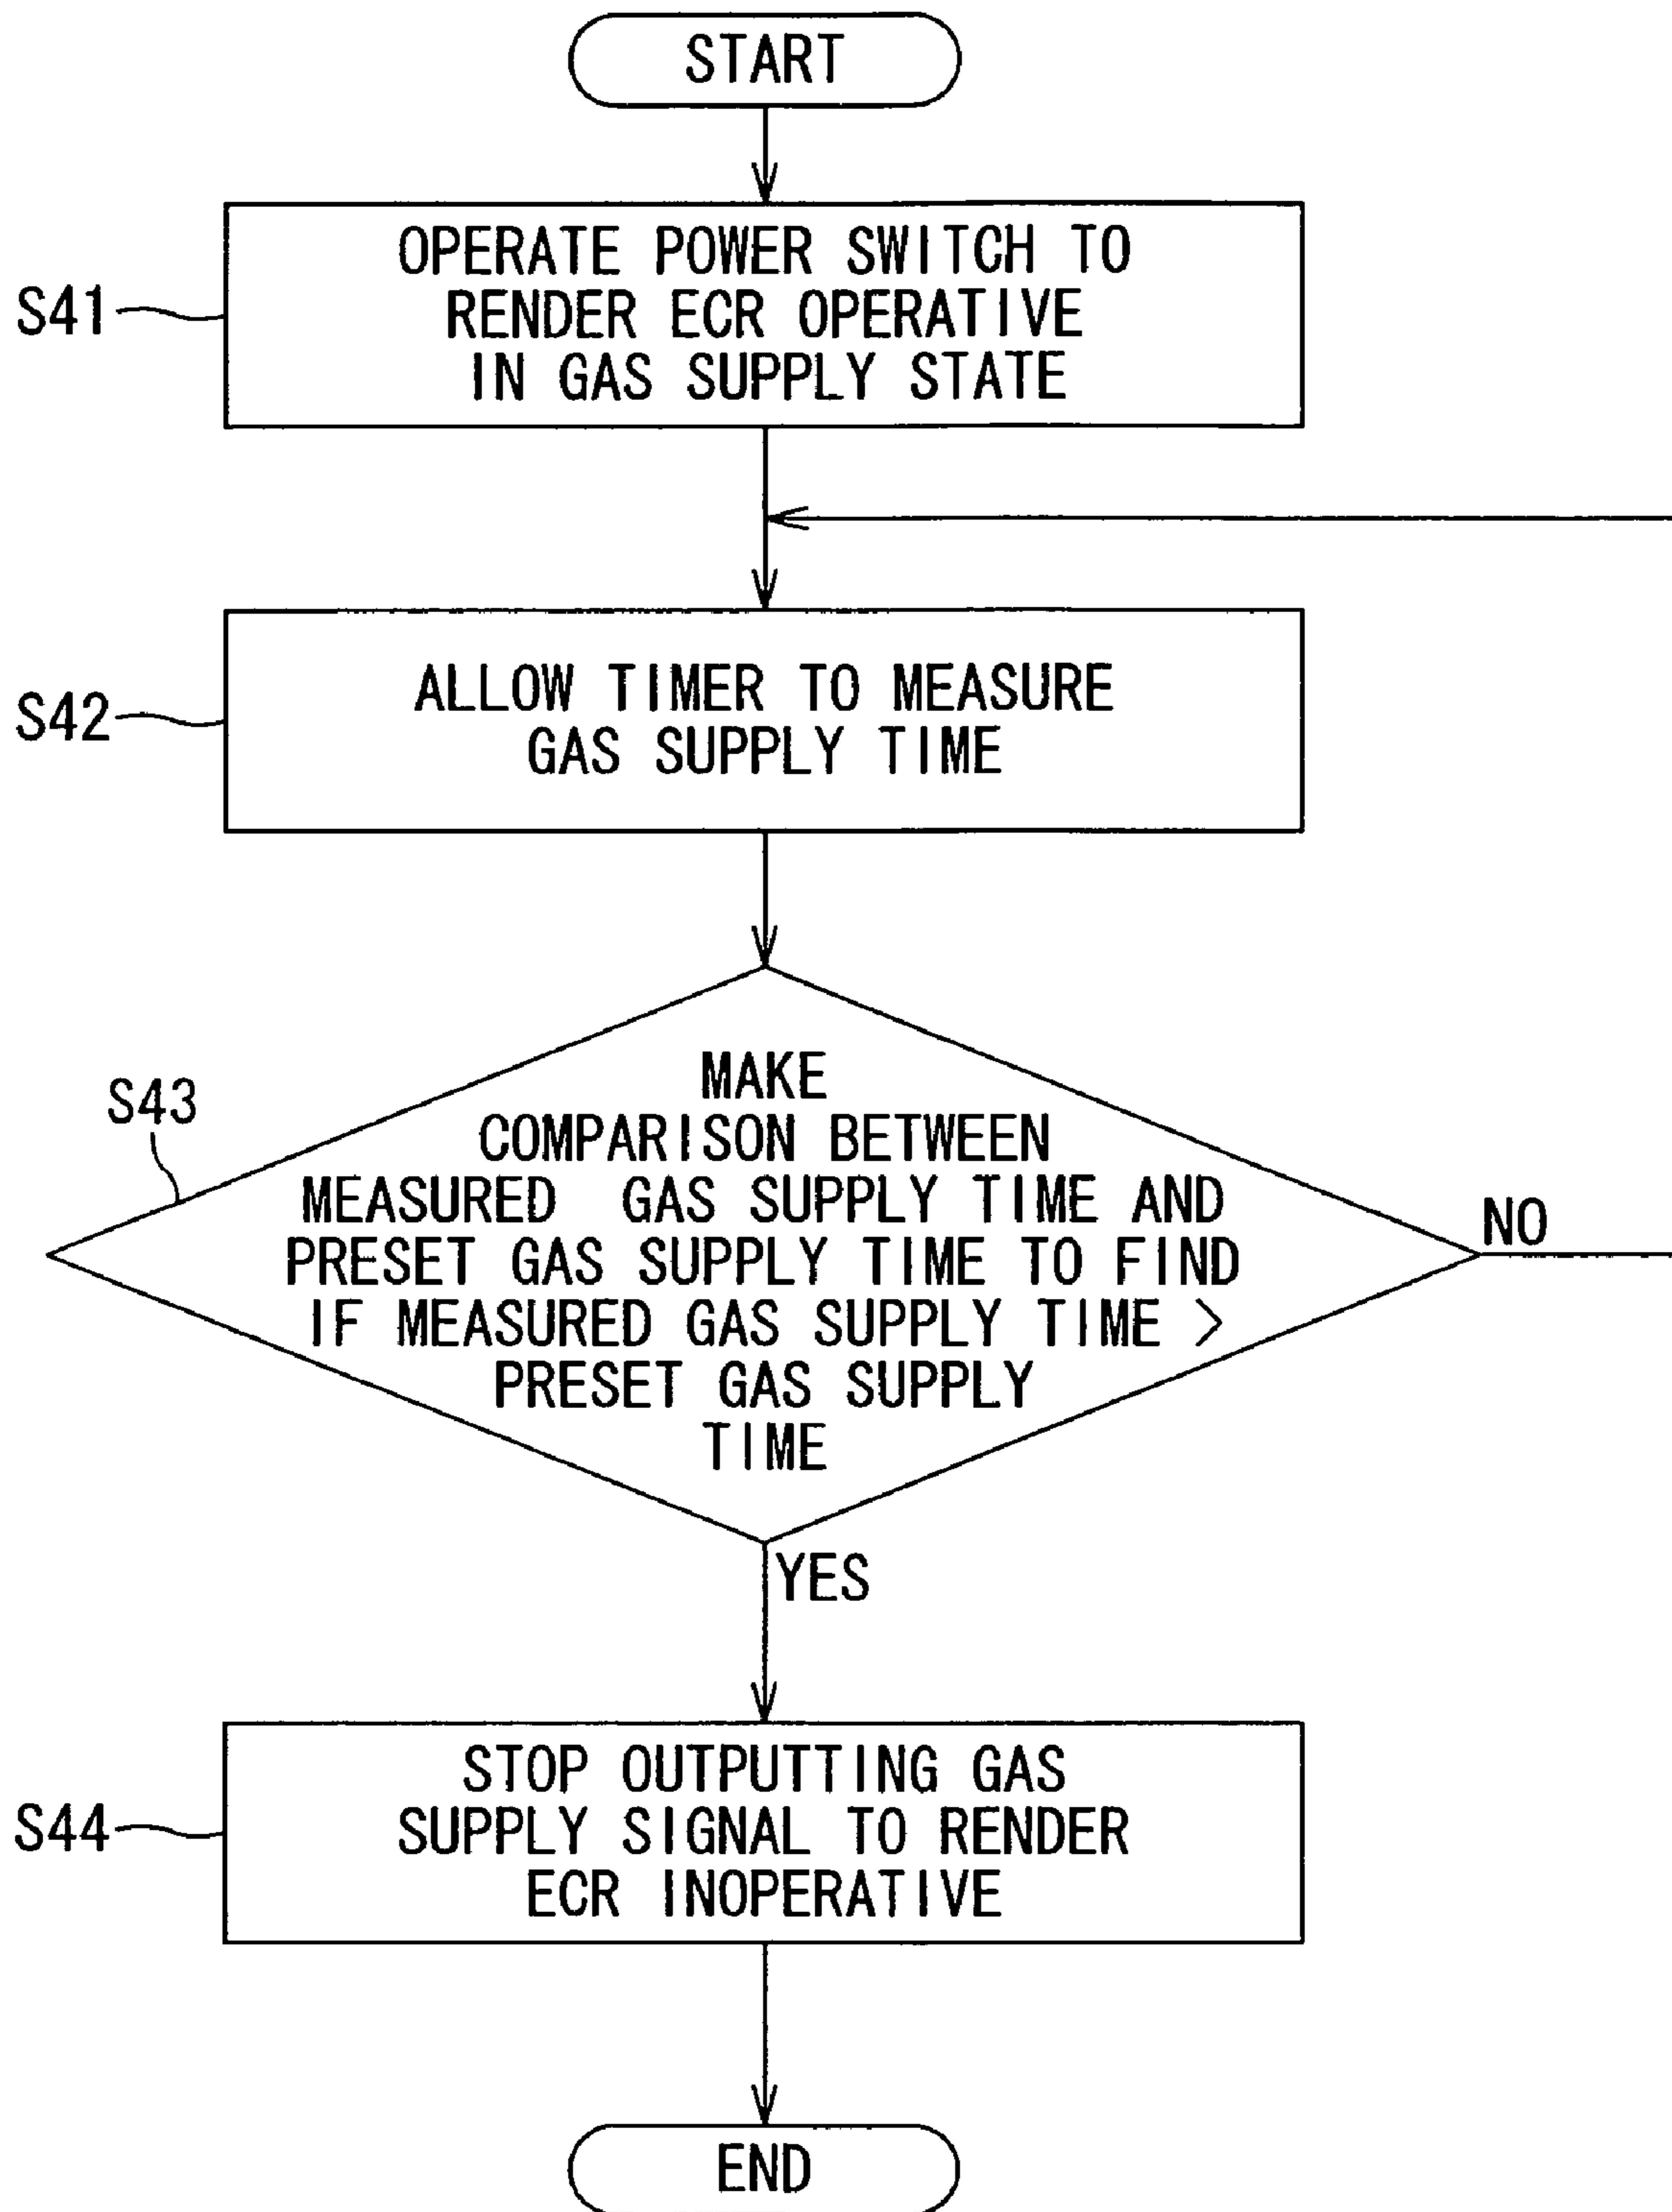 START
S41
OPERATE POWER SWITCH TO
RENDER ECR OPERATIVE
IN GAS SUPPLY STATE
S42
ALLOW TIMER TO MEASURE
GAS SUPPLY TIME
S43
MAKE
COMPARISON BETWEEN
MEASURED GAS SUPPLY TIME AND
PRESET GAS SUPPLY TIME TO FIND
IF MEASURED GAS SUPPLY TIME >
PRESET GAS SUPPLY
TIME
NO
YES
S44
STOP OUTPUTTING GAS
SUPPLY SIGNAL TO RENDER
ECR INOPERATIVE
END